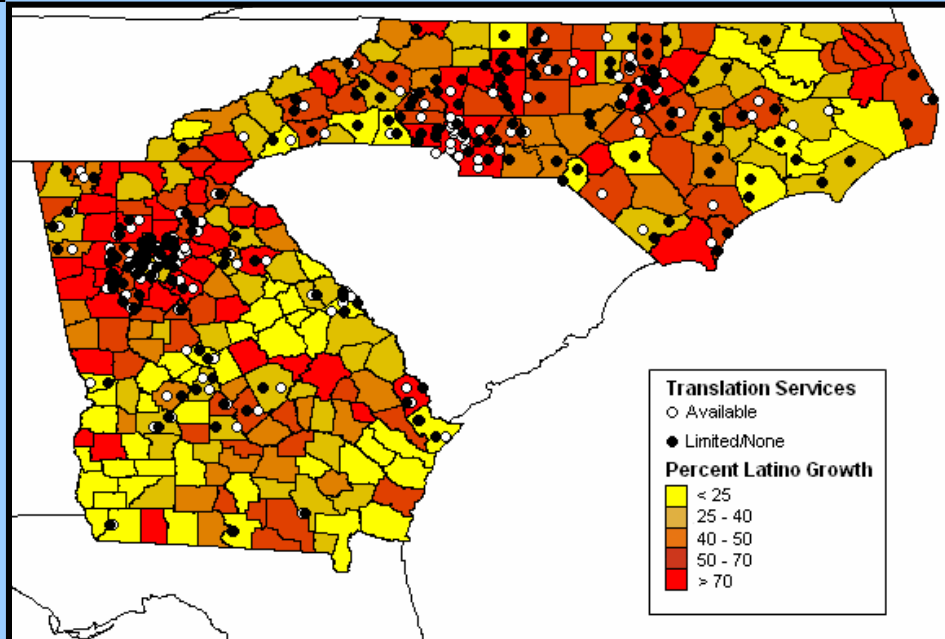 Translation Services
Available
Limited/None
Percent Latino Growth
< 25
25 - 40
40 - 50
50 - 70
> 70